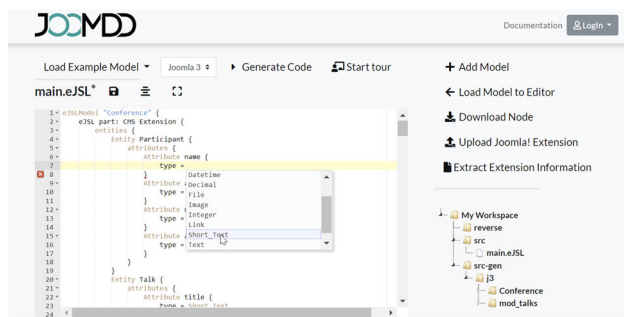 JOOMDD
Documentation
Login
Load Example Model
Joomla 3
Generate Code
Start tour
main.eJSL*
1 eJSLModel "Conference" {
2 eJSL part: CMS Extension {
3 entities {
4 Entity Participant {
5 attributes {
6 Attribute name {
7 type =
8 }
9 Attribute
10 type =
11 }
12 Attribute
13 type =
14 }
15 Attribute
16 type =
17 }
18 }
19 }
20 Entity Talk {
21 attributes {
22 Attribute title {
23 type = Short_Text
24
Datetime
Decimal
File
Image
Integer
Link
Short_Text
Text
+ Add Model
Load Model to Editor
Download Node
Upload Joomla! Extension
Extract Extension Information
My Workspace
reverse
src
main.eJSL
src-gen
j3
Conference
mod_talks